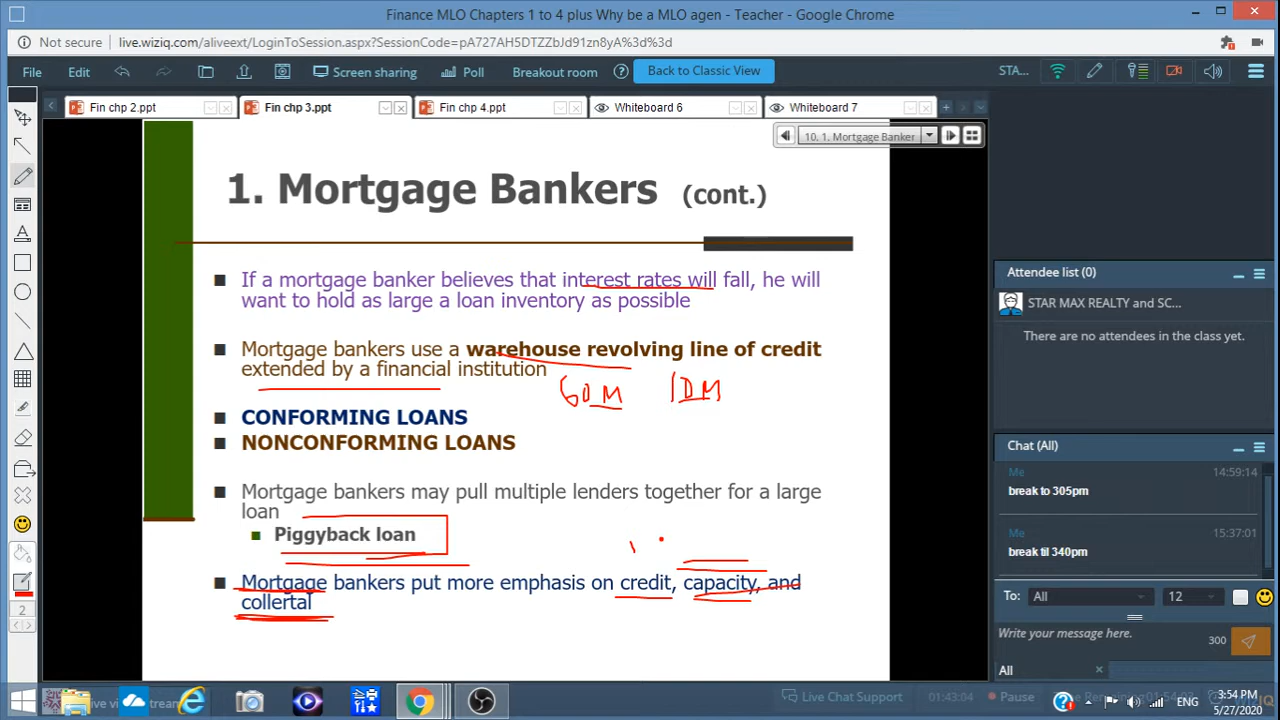 Finance MLO Chapters 1 to 4 plus Why be a MLO agen - Teacher - Google Chrome
Not secure | live.wiziq.com/aliveext/LoginToSession.aspx?SessionCode=pA727AH5DTZZbJd91zn8yA%3d%3d
File Edit Screen sharing Poll Breakout room Back to Classic View STA...
Fin chp 2.ppt Fin chp 3.ppt Fin chp 4.ppt Whiteboard 6 Whiteboard 7
10. 1. Mortgage Banker
1. Mortgage Bankers (cont.)
If a mortgage banker believes that interest rates will fall, he will
want to hold as large a loan inventory as possible
Mortgage bankers use a warehouse revolving line of credit
extended by a financial institution
60 M 10M
CONFORMING LOANS
NONCONFORMING LOANS
Mortgage bankers may pull multiple lenders together for a large
loan
Piggyback loan
Mortgage bankers put more emphasis on credit, capacity, and
collertal
Attendee list (0)
STAR MAX REALTY and SC...
There are no attendees in the class yet.
Chat (All)
Me 14:59:14
break to 305pm
Me 15:37:01
break til 340pm
To: All 12
Write your message here. 300
All
2
Live Chat Support 01:43:04 Pause
ENG
3:54 PM
5/27/2020